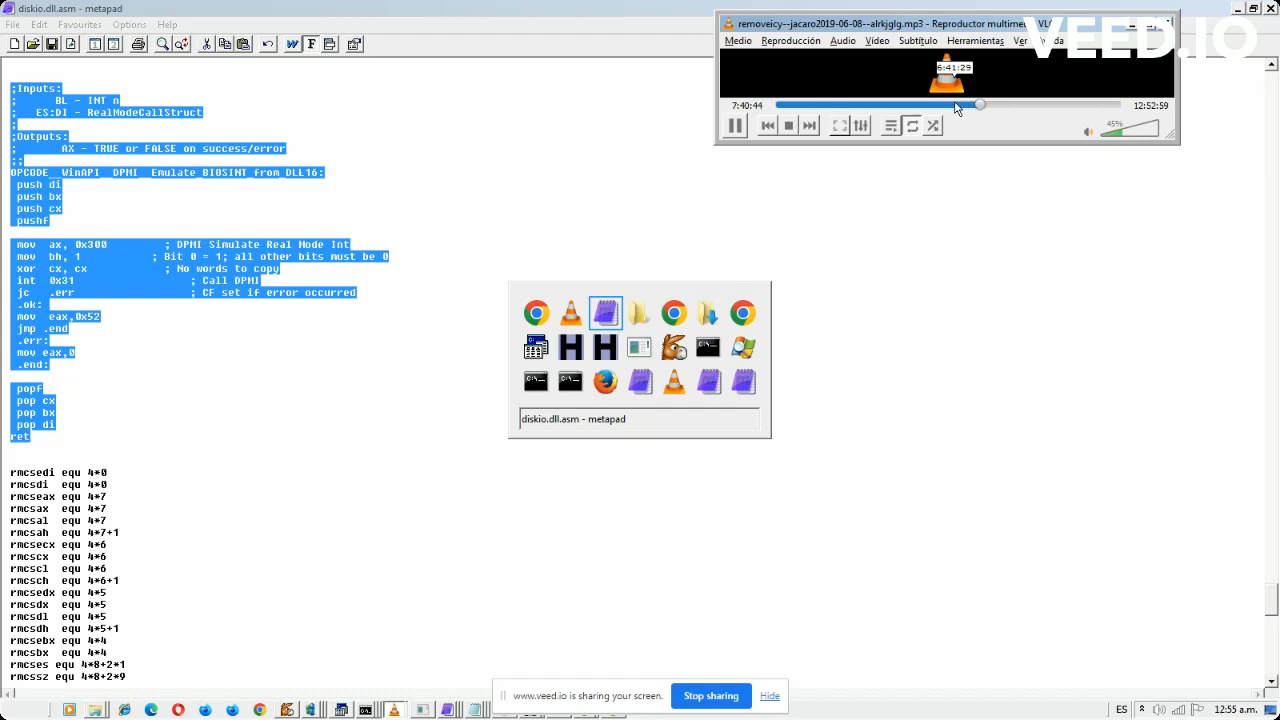 diskio.dll.asm - metapad
File Edit Favourites Options Help
;Inputs:
; BL - INT n
; ES:DI - RealModeCallStruct
;
;Outputs:
; AX - TRUE or FALSE on success/error
;;
OPCODE__WinAPI__DPMI__Emulate_BIOSINT_from_DLL16:
push di
push bx
push cx
pushf
mov ax, 0x300 ; DPMI Simulate Real Mode Int
mov bh, 1 ; Bit 0 = 1; all other bits must be 0
xor cx, cx ; No words to copy
int 0x31 ; Call DPMI
jc .err ; CF set if error occurred
.ok:
mov eax,0x52
jmp .end
.err:
mov eax,0
.end:
popf
pop cx
pop bx
pop di
ret
rmcsedi equ 4*0
rmcsdi equ 4*0
rmcseax equ 4*7
rmcsax equ 4*7
rmcsal equ 4*7
rmcsah equ 4*7+1
rmcsecx equ 4*6
rmcscx equ 4*6
rmcscl equ 4*6
rmcsch equ 4*6+1
rmcsedx equ 4*5
rmcsdx equ 4*5
rmcsdl equ 4*5
rmcsdh equ 4*5+1
rmcsebx equ 4*4
rmcsbx equ 4*4
rmcses equ 4*8+2*1
rmcssz equ 4*8+2*9
removeicy--jacaro2019-06-08--alrkjglg.mp3 - Reproductor multime
VEED.IO
Medio Reproducción Audio Vídeo Subtítulo Herramientas Ver
6:41:29
7:40:44 12:52:59
45%
diskio.dll.asm - metapad
www.veed.io is sharing your screen. Stop sharing Hide
ES 12:55 a.m.